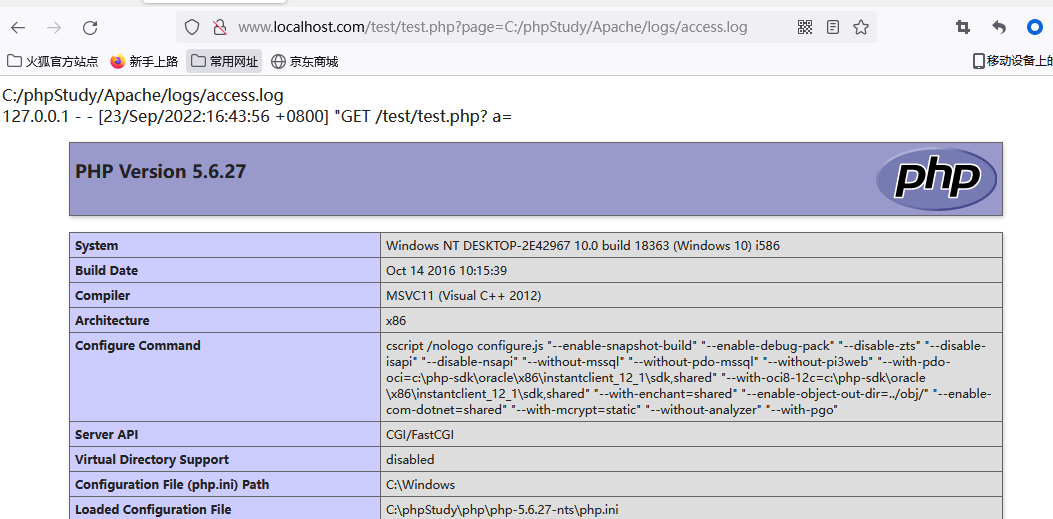 www.localhost.com/test/test.php?page=C:/phpStudy/Apache/logs/access.log
火狐官方站点 新手上路 常用网址 京东商城 移动设备上的
C:/phpStudy/Apache/logs/access.log
127.0.0.1 - - [23/Sep/2022:16:43:56 +0800] "GET /test/test.php? a=
PHP Version 5.6.27 php
System Windows NT DESKTOP-2E42967 10.0 build 18363 (Windows 10) i586
Build Date Oct 14 2016 10:15:39
Compiler MSVC11 (Visual C++ 2012)
Architecture x86
Configure Command cscript /nologo configure.js "--enable-snapshot-build" "--enable-debug-pack" "--disable-zts" "--disable-
isapi" "--disable-nsapi" "--without-mssql" "--without-pdo-mssql" "--without-pi3web" "--with-pdo-
oci=c:\php-sdk\oracle\x86\instantclient_12_1\sdk,shared" "--with-oci8-12c=c:\php-sdk\oracle
\x86\instantclient_12_1\sdk,shared" "--with-enchant=shared" "--enable-object-out-dir=../obj/" "--enable-
com-dotnet=shared" "--with-mcrypt=static" "--without-analyzer" "--with-pgo"
Server API CGI/FastCGI
Virtual Directory Support disabled
Configuration File (php.ini) Path C:\Windows
Loaded Configuration File C:\phpStudy\php\php-5.6.27-nts\php.ini